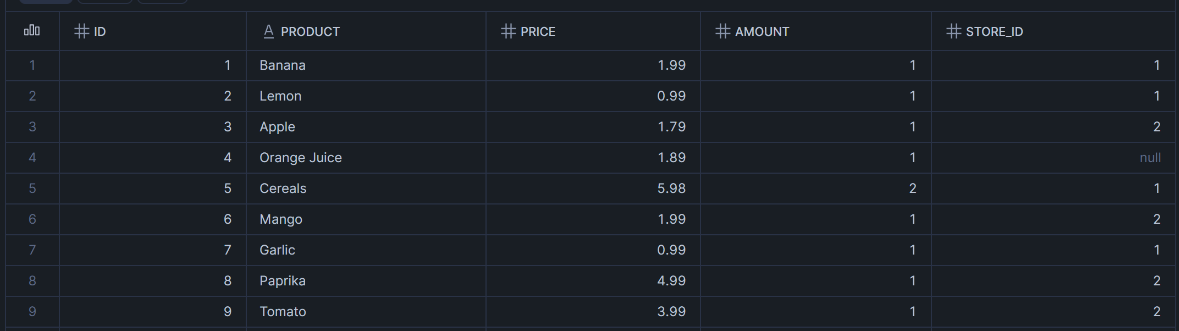 ID PRODUCT PRICE AMOUNT STORE_ID
1 1 Banana 1.99 1 1
2 2 Lemon 0.99 1 1
3 3 Apple 1.79 1 2
4 4 Orange Juice 1.89 1 null
5 5 Cereals 5.98 2 1
6 6 Mango 1.99 1 2
7 7 Garlic 0.99 1 1
8 8 Paprika 4.99 1 2
9 9 Tomato 3.99 1 2